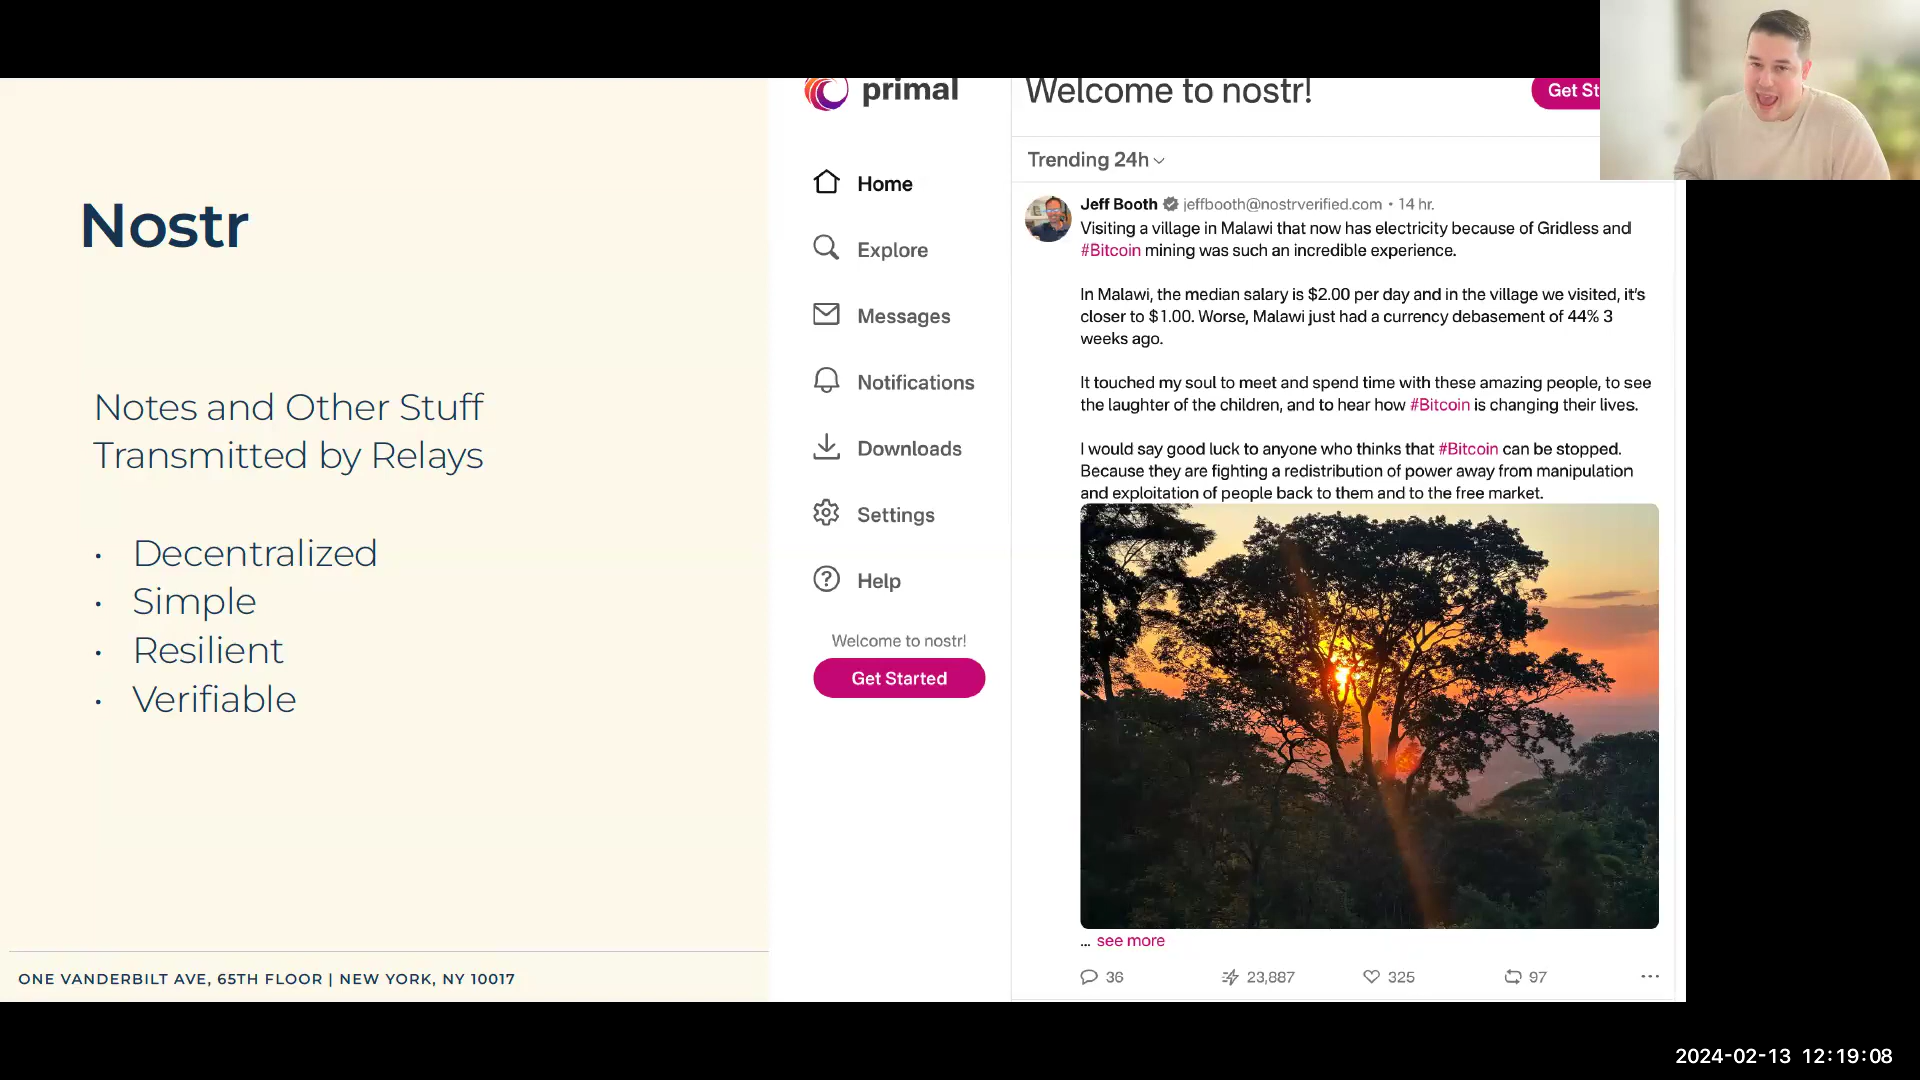 Nostr
Notes and Other Stuff
Transmitted by Relays
• Decentralized
• Simple
• Resilient
• Verifiable
ONE VANDERBILT AVE, 65TH FLOOR | NEW YORK, NY 10017
primal
Home
Explore
Messages
Notifications
Downloads
Settings
Help
Welcome to nostr!
Get Started
Welcome to nostr!
Get St
Trending 24h
Jeff Booth jeffbooth@nostrverified.com • 14 hr.
Visiting a village in Malawi that now has electricity because of Gridless and
#Bitcoin mining was such an incredible experience.
In Malawi, the median salary is $2.00 per day and in the village we visited, it's
closer to $1.00. Worse, Malawi just had a currency debasement of 44% 3
weeks ago.
It touched my soul to meet and spend time with these amazing people, to see
the laughter of the children, and to hear how #Bitcoin is changing their lives.
I would say good luck to anyone who thinks that #Bitcoin can be stopped.
Because they are fighting a redistribution of power away from manipulation
and exploitation of people back to them and to the free market.
... see more
36 23,887 325 97 ...
2024-02-13 12:19:08